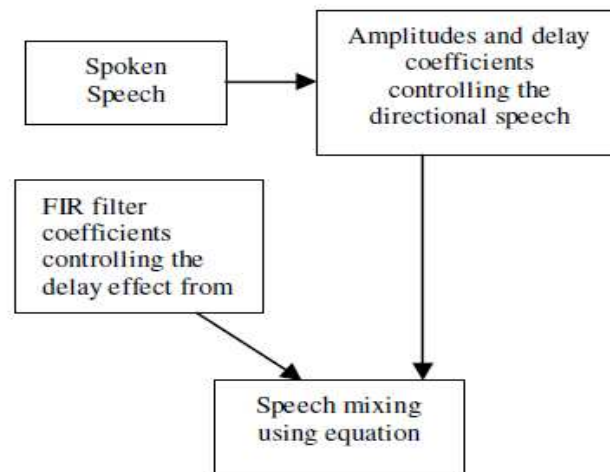 Spoken
Speech
Amplitudes and delay
coefficients
controlling the
directional speech
FIR filter
coefficients
controlling the
delay effect from
Speech mixing
using equation